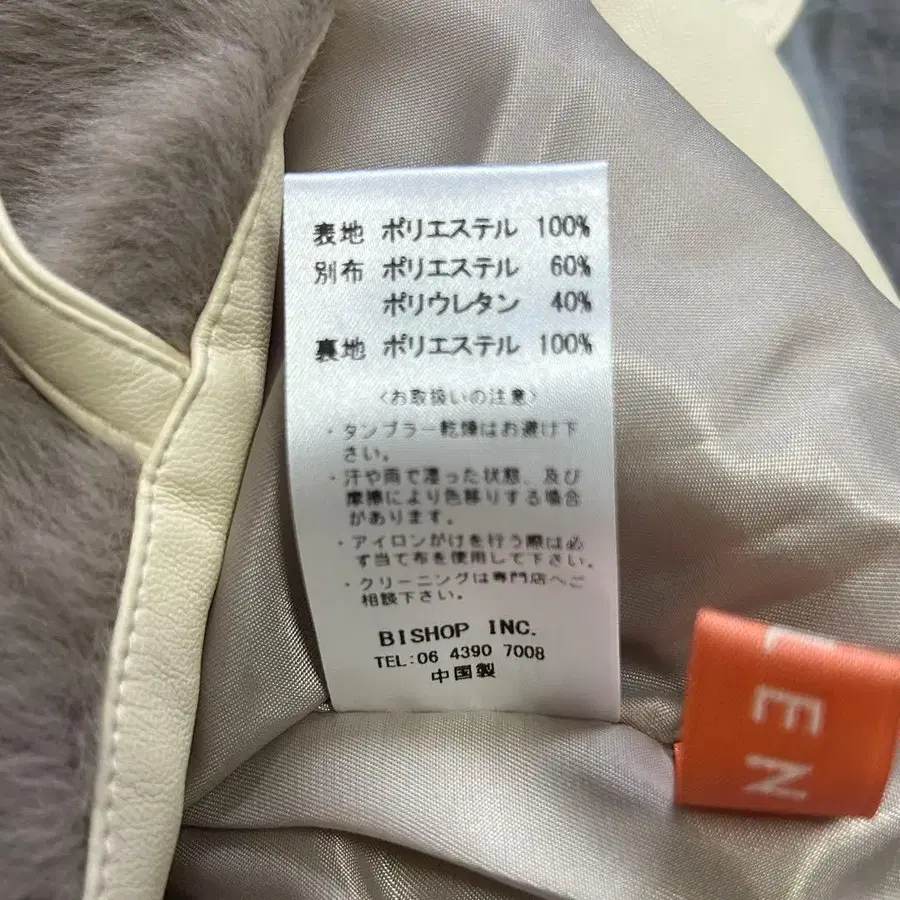 表地 ポリエステル 100%
別布 ポリエステル 60%
ポリウレタン 40%
裏地 ポリエステル 100%
〈お取扱いの注意〉
・タンブラー乾燥はお避け下
さい。
・汗や雨で湿った状態、及び
摩擦により色移りする場合
があります。
・アイロンがけを行う際は必
ず当て布を使用して下さい。
・クリーニングは専門店へご
相談下さい。
BISHOP INC.
TEL:06 4390 7008
中国製
EN